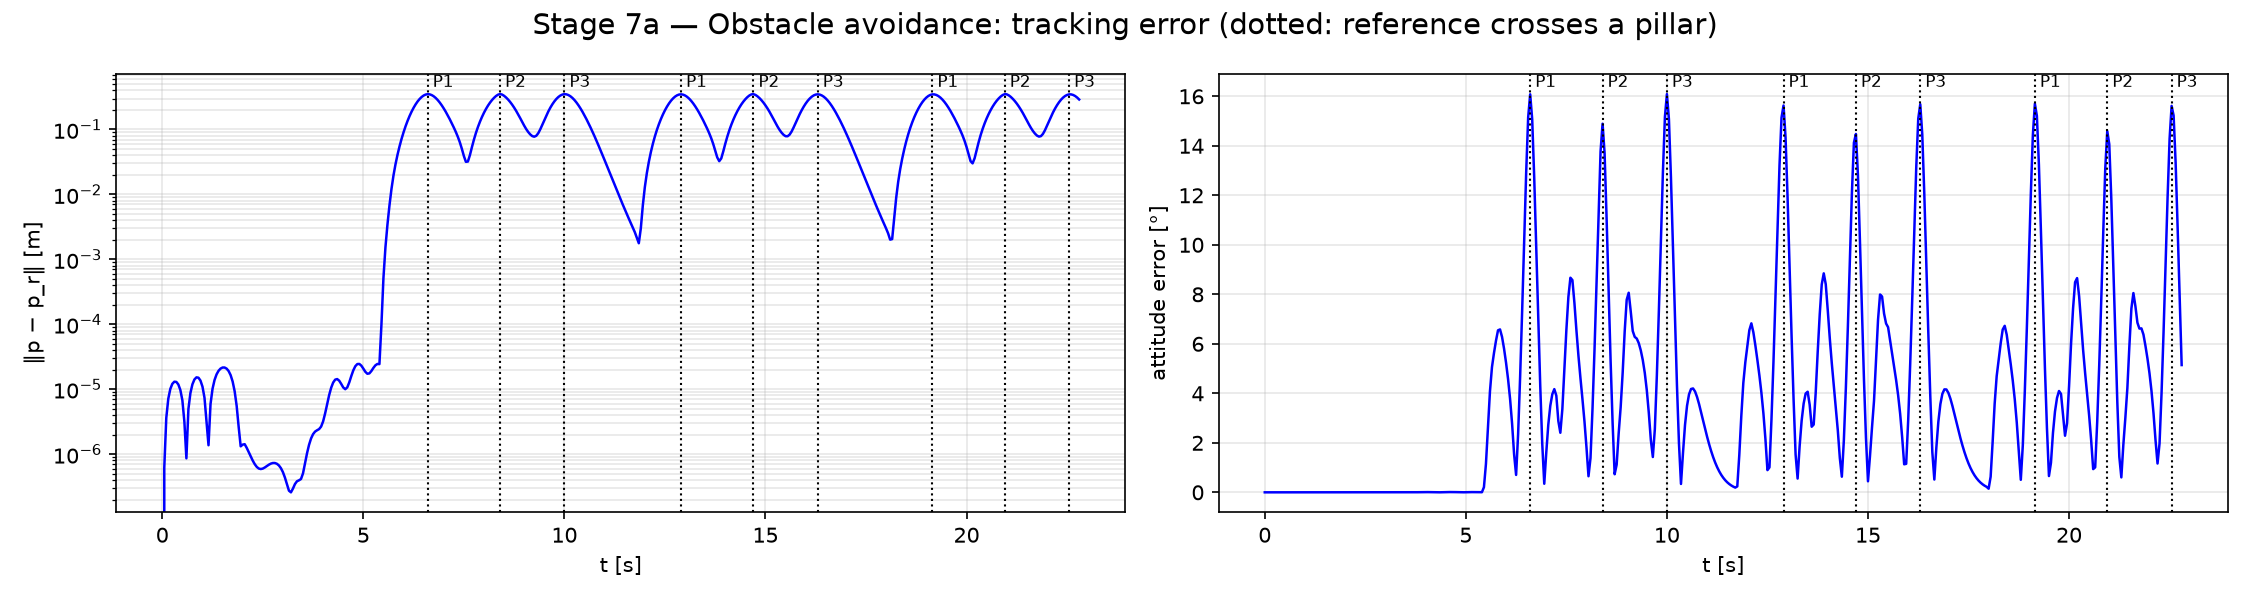 Stage 7a — Obstacle avoidance: tracking error (dotted: reference crosses a pillar)
‖p − p_r‖ [m]
10⁻¹
10⁻²
10⁻³
10⁻⁴
10⁻⁵
10⁻⁶
P1 P2 P3 P1 P2 P3 P1 P2 P3
0 5 10 15 20
t [s]
attitude error [°]
16
14
12
10
8
6
4
2
0
P1 P2 P3 P1 P2 P3 P1 P2 P3
0 5 10 15 20
t [s]